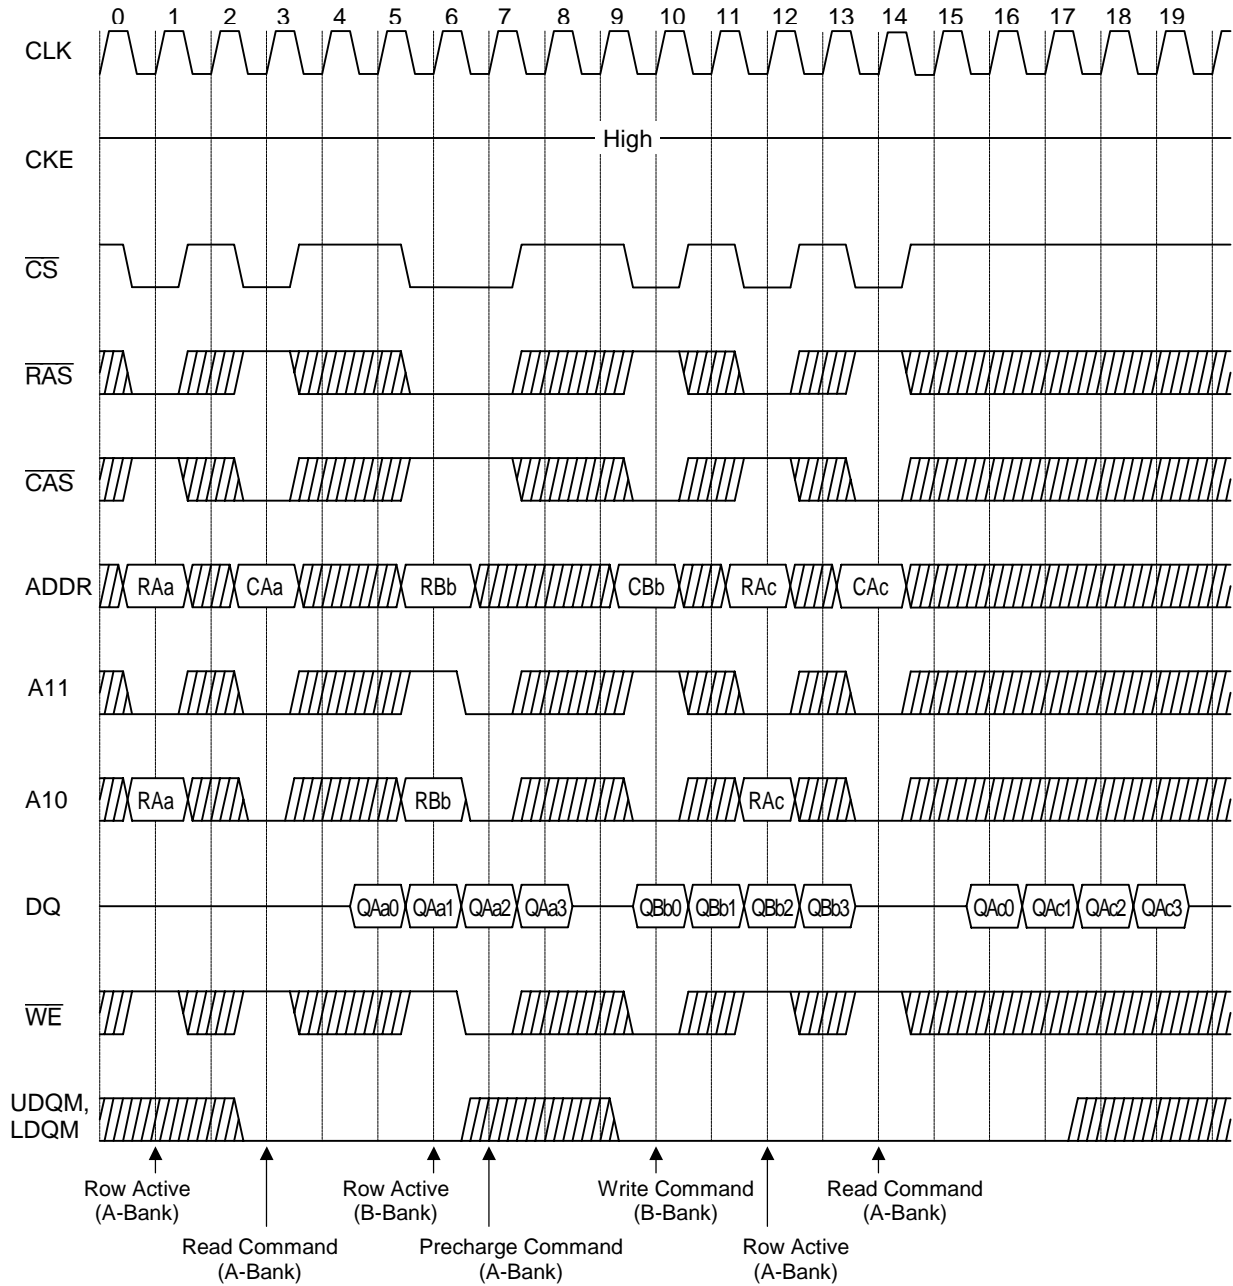 0 1 2 3 4 5 6 7 8 9 10 11 12 13 14 15 16 17 18 19
CLK
High
CKE
CS
RAS
CAS
ADDR RAa CAa RBb CBb RAc CAc
A11
A10 RAa RBb RAc
DQ QAa0 QAa1 QAa2 QAa3 QBb0 QBb1 QBb2 QBb3 QAc0 QAc1 QAc2 QAc3
WE
UDQM,
LDQM
Row Active
(A-Bank)
Row Active
(B-Bank)
Write Command
(B-Bank)
Read Command
(A-Bank)
Read Command
(A-Bank)
Precharge Command
(A-Bank)
Row Active
(A-Bank)